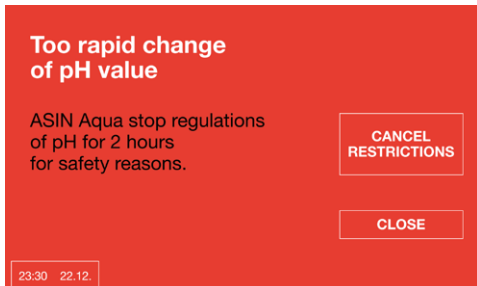 Too rapid change
of pH value
ASIN Aqua stop regulations
of pH for 2 hours
for safety reasons.
CANCEL
RESTRICTIONS
CLOSE
23:30 22.12.